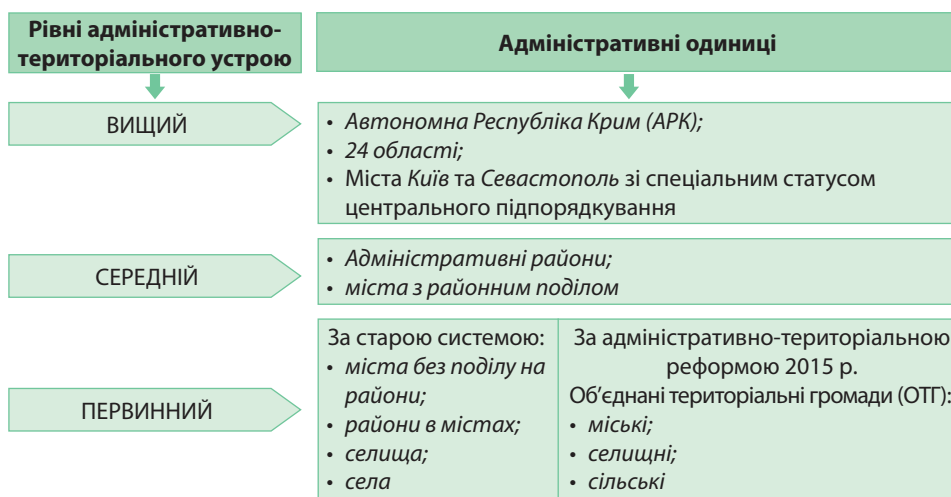 Рівні адміністративно-
територіального устрою
Адміністративні одиниці
ВИЩИЙ
• Автономна Республіка Крим (АРК);
• 24 області;
• Міста Київ та Севастополь зі спеціальним статусом
центрального підпорядкування
СЕРЕДНІЙ
• Адміністративні райони;
• міста з районним поділом
ПЕРВИННИЙ
За старою системою:
• міста без поділу на
райони;
• райони в містах;
• селища;
• села
За адміністративно-територіальною
реформою 2015 р.
Об’єднані територіальні громади (ОТГ):
• міські;
• селищні;
• сільські